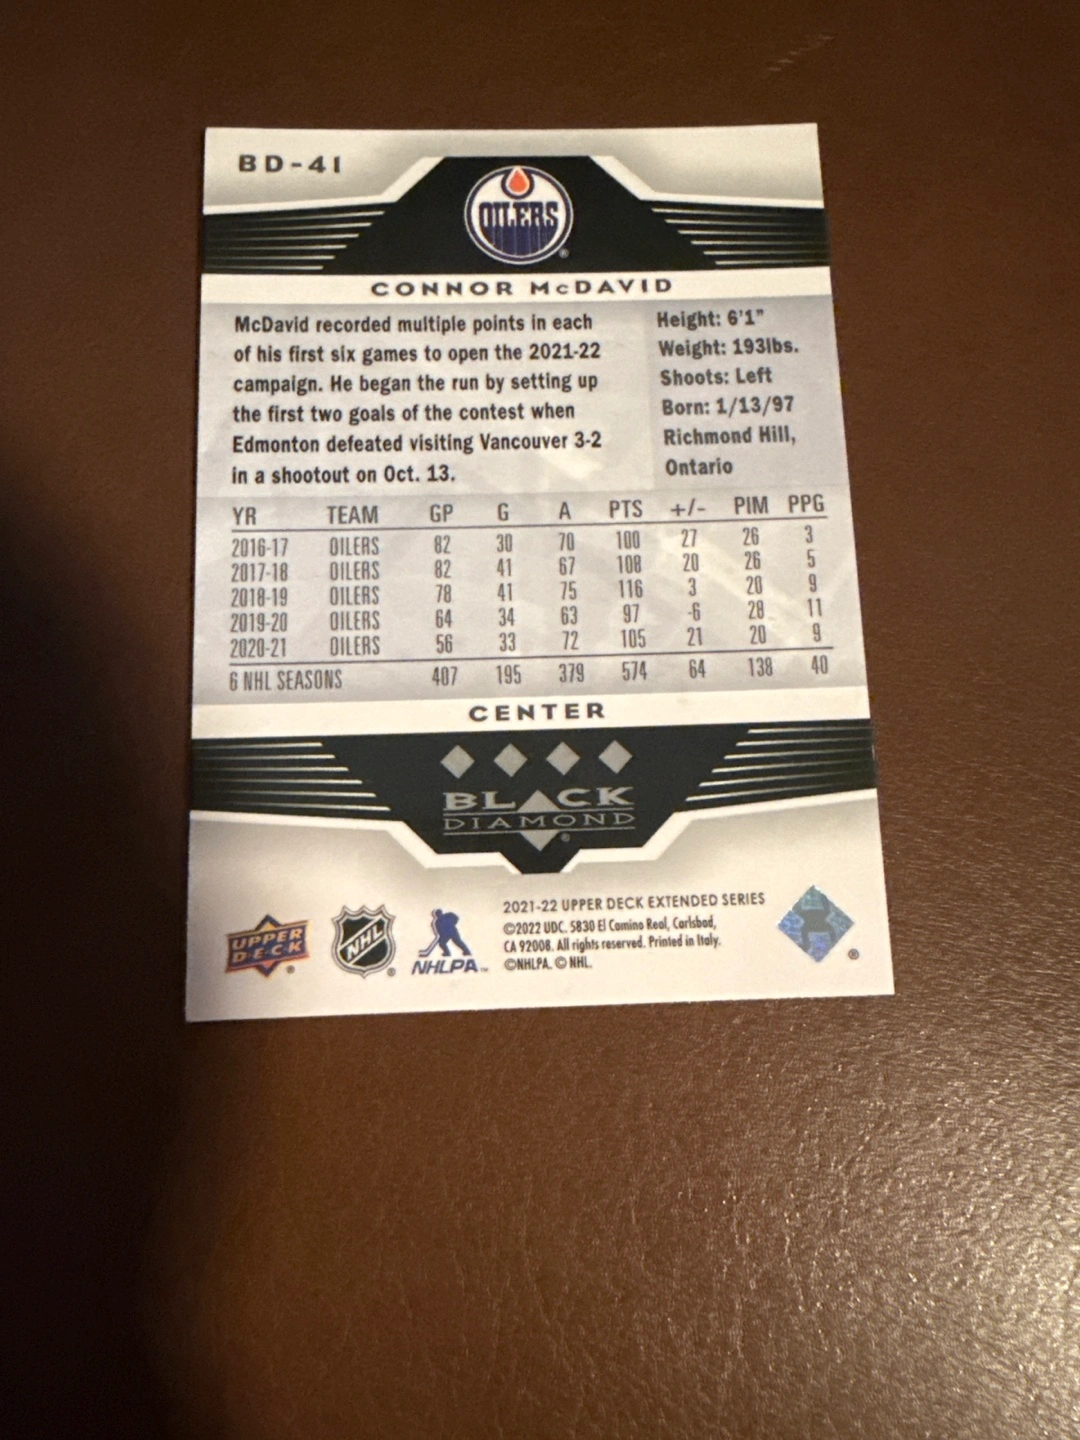 BD-41
OILERS
CONNOR McDAVID
McDavid recorded multiple points in each
of his first six games to open the 2021-22
campaign. He began the run by setting up
the first two goals of the contest when
Edmonton defeated visiting Vancouver 3-2
in a shootout on Oct. 13.
Height: 6'1"
Weight: 193lbs.
Shoots: Left
Born: 1/13/97
Richmond Hill,
Ontario
YR TEAM GP G A PTS +/- PIM PPG
2016-17 OILERS 82 30 70 100 27 26 3
2017-18 OILERS 82 41 67 108 20 26 5
2018-19 OILERS 78 41 75 116 3 20 9
2019-20 OILERS 64 34 63 97 -6 28 11
2020-21 OILERS 56 33 72 105 21 20 9
6 NHL SEASONS 407 195 379 574 64 138 40
CENTER
BLACK
DIAMOND®
UPPER
DECK®
NHL®
NHLPA™
2021-22 UPPER DECK EXTENDED SERIES
©2022 UDC. 5830 El Camino Real, Carlsbad,
CA 92008. All rights reserved. Printed in Italy.
©NHLPA. © NHL.
®